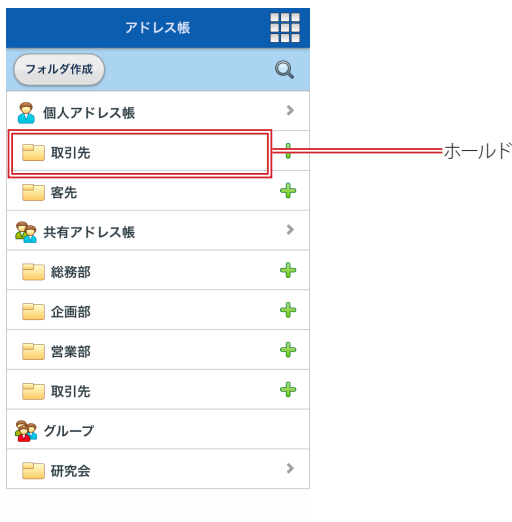 アドレス帳
フォルダ作成
個人アドレス帳
取引先
ホールド
客先
共有アドレス帳
総務部
企画部
営業部
取引先
グループ
研究会